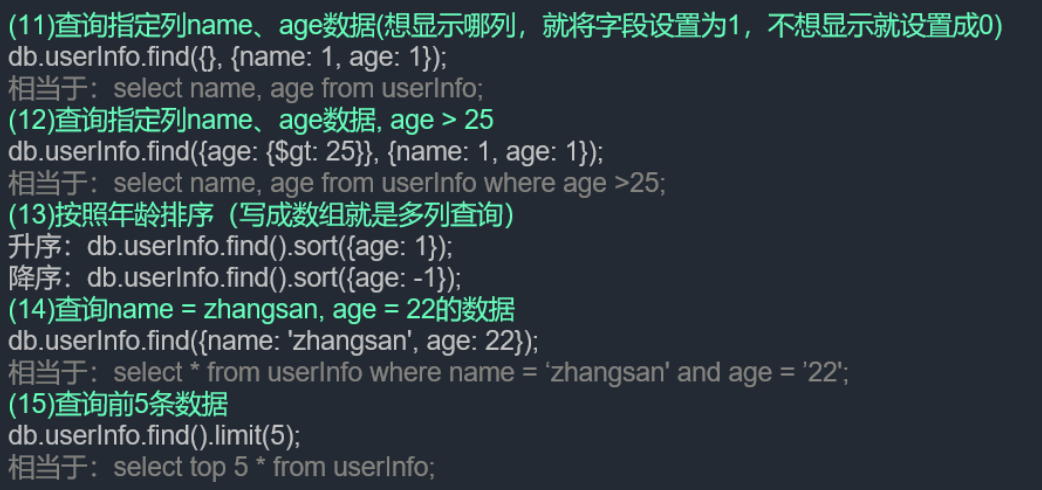 (11)查询指定列name、age数据(想显示哪列，就将字段设置为1，不想显示就设置成0)
db.userInfo.find({}, {name: 1, age: 1});
相当于：select name, age from userInfo;
(12)查询指定列name、age数据, age > 25
db.userInfo.find({age: {$gt: 25}}, {name: 1, age: 1});
相当于：select name, age from userInfo where age >25;
(13)按照年龄排序（写成数组就是多列查询）
升序：db.userInfo.find().sort({age: 1});
降序：db.userInfo.find().sort({age: -1});
(14)查询name = zhangsan, age = 22的数据
db.userInfo.find({name: 'zhangsan', age: 22});
相当于：select * from userInfo where name = ‘zhangsan' and age = ’22';
(15)查询前5条数据
db.userInfo.find().limit(5);
相当于：select top 5 * from userInfo;